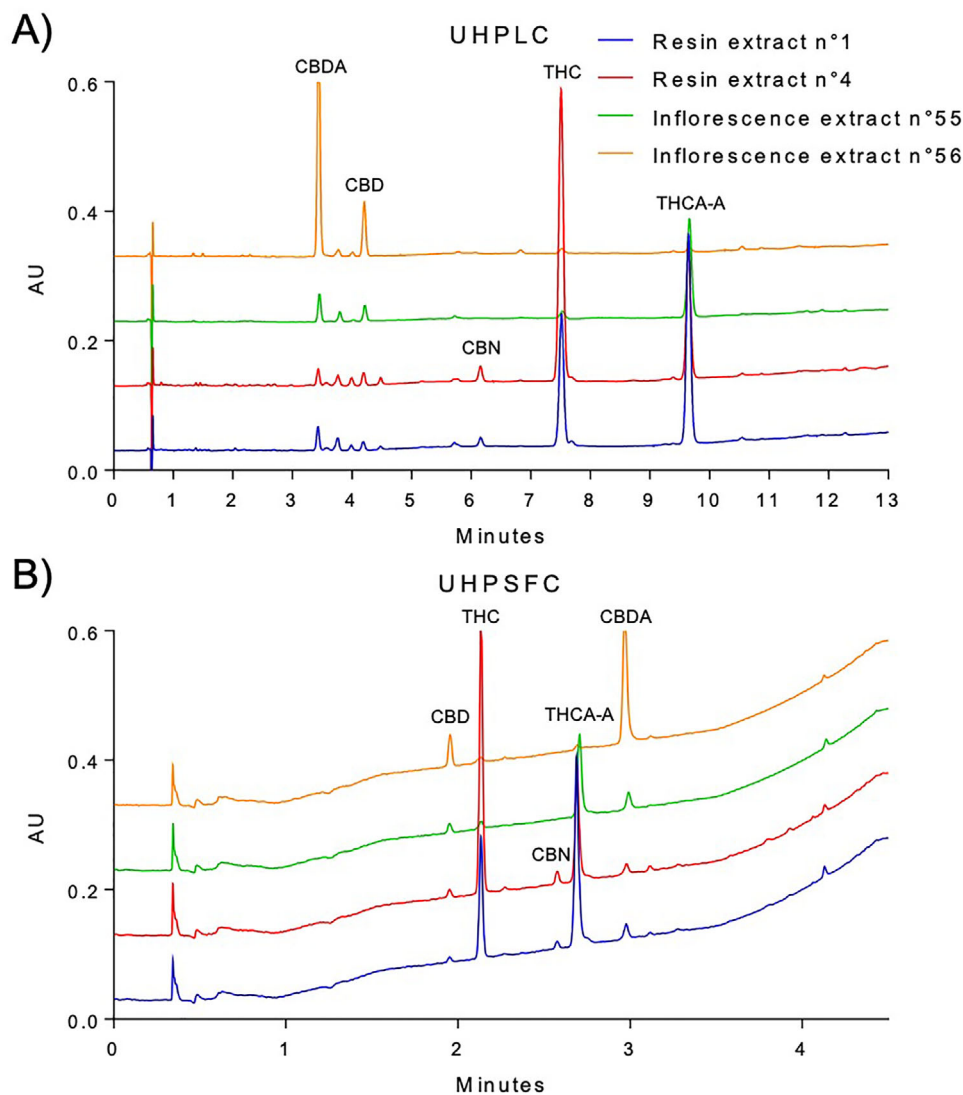 A)
UHPLC
Resin extract n°1
Resin extract n°4
Inflorescence extract n°55
Inflorescence extract n°56
CBDA
CBD
CBN
THC
THCA-A
AU
0.6
0.4
0.2
0.0
0 1 2 3 4 5 6 7 8 9 10 11 12 13
Minutes
B)
UHPSFC
CBD
THC
CBN
THCA-A
CBDA
AU
0.6
0.4
0.2
0.0
0 1 2 3 4
Minutes